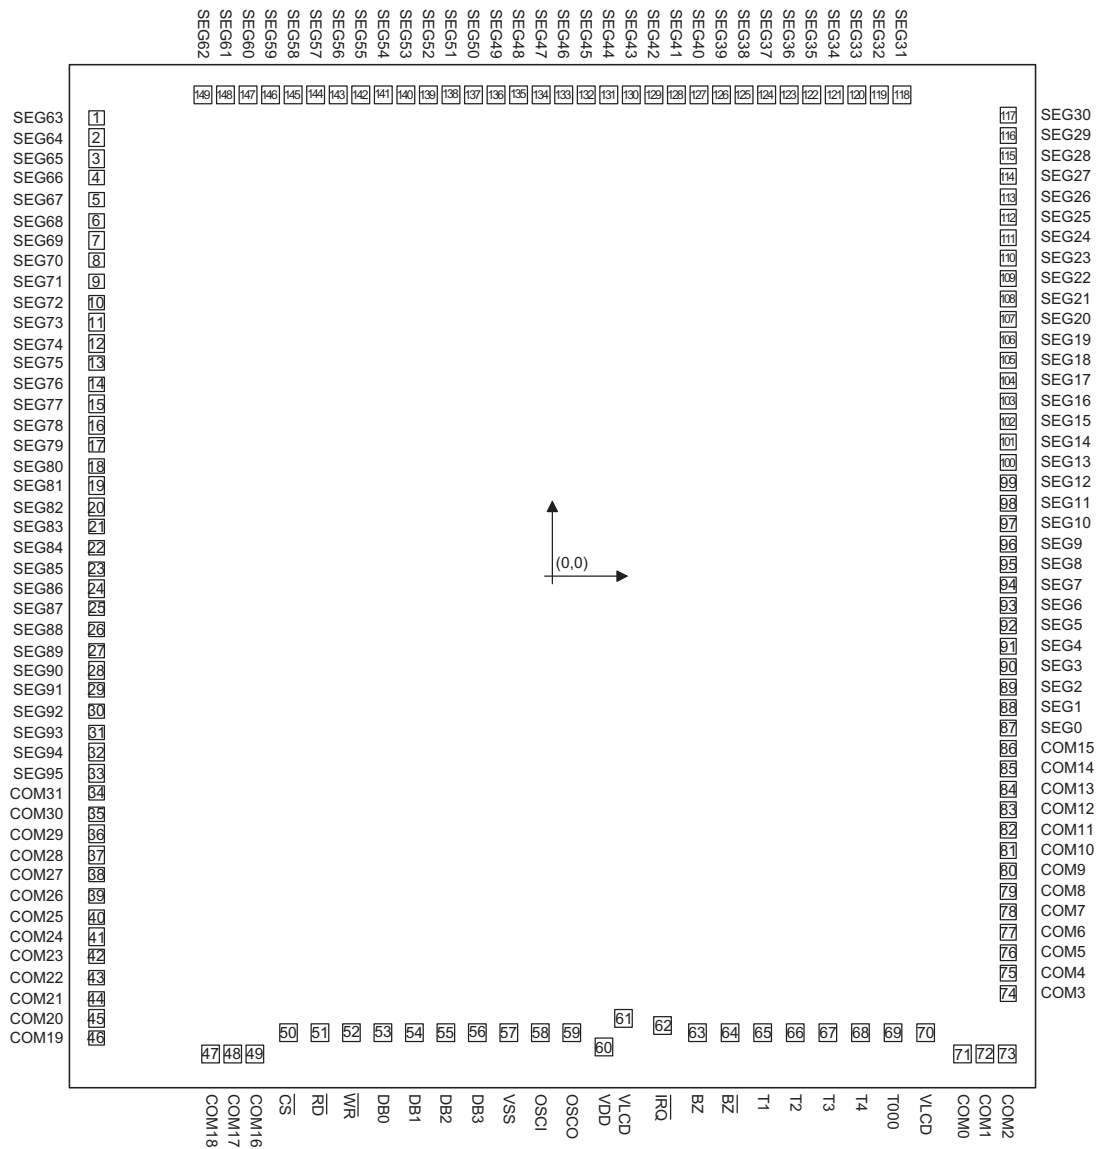 SEG62 SEG61 SEG60 SEG59 SEG58 SEG57 SEG56 SEG55 SEG54 SEG53 SEG52 SEG51 SEG50 SEG49 SEG48 SEG47 SEG46 SEG45 SEG44 SEG43 SEG42 SEG41 SEG40 SEG39 SEG38 SEG37 SEG36 SEG35 SEG34 SEG33 SEG32 SEG31
149 148 147 146 145 144 143 142 141 140 139 138 137 136 135 134 133 132 131 130 129 128 127 126 125 124 123 122 121 120 119 118
SEG63 1 117 SEG30
SEG64 2 116 SEG29
SEG65 3 115 SEG28
SEG66 4 114 SEG27
SEG67 5 113 SEG26
SEG68 6 112 SEG25
SEG69 7 111 SEG24
SEG70 8 110 SEG23
SEG71 9 109 SEG22
SEG72 10 108 SEG21
SEG73 11 107 SEG20
SEG74 12 106 SEG19
SEG75 13 105 SEG18
SEG76 14 104 SEG17
SEG77 15 103 SEG16
SEG78 16 102 SEG15
SEG79 17 101 SEG14
SEG80 18 100 SEG13
SEG81 19 99 SEG12
SEG82 20 98 SEG11
SEG83 21 97 SEG10
SEG84 22 96 SEG9
(0,0)
SEG85 23 95 SEG8
SEG86 24 94 SEG7
SEG87 25 93 SEG6
SEG88 26 92 SEG5
SEG89 27 91 SEG4
SEG90 28 90 SEG3
SEG91 29 89 SEG2
SEG92 30 88 SEG1
SEG93 31 87 SEG0
SEG94 32 86 COM15
SEG95 33 85 COM14
COM31 34 84 COM13
COM30 35 83 COM12
COM29 36 82 COM11
COM28 37 81 COM10
COM27 38 80 COM9
COM26 39 79 COM8
COM25 40 78 COM7
COM24 41 77 COM6
COM23 42 76 COM5
COM22 43 75 COM4
COM21 44 74 COM3
COM20 45
COM19 46
47 48 49 50 51 52 53 54 55 56 57 58 59 60 61 62 63 64 65 66 67 68 69 70 71 72 73
COM18 COM17 COM16 C̅S̅ R̅D̅ W̅R̅ DB0 DB1 DB2 DB3 VSS OSCI OSCO VDD VLCD I̅R̅Q̅ BZ B̅Z̅ T1 T2 T3 T4 T000 VLCD COM0 COM1 COM2